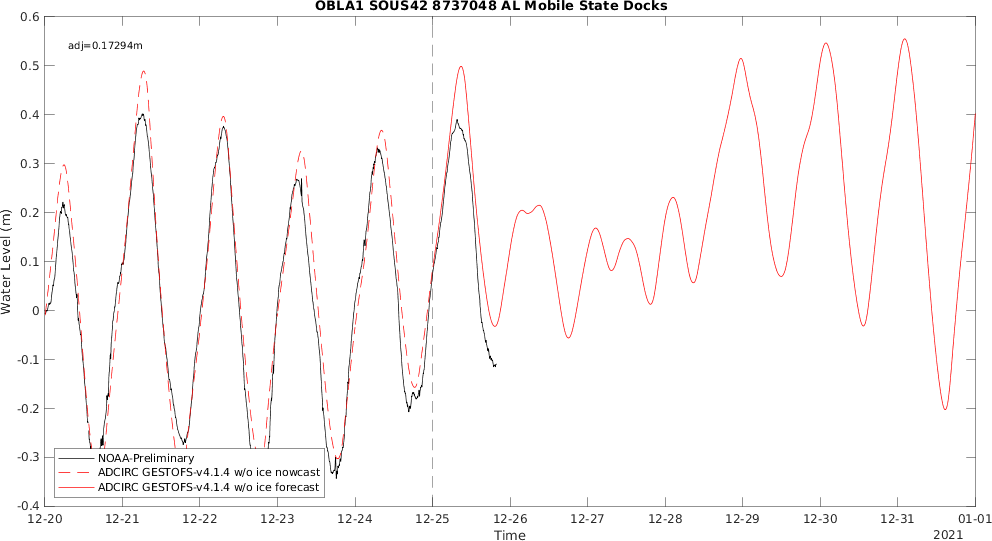 OBLA1 SOUS42 8737048 AL Mobile State Docks
adj=0.17294m
Water Level (m)
0.6
0.5
0.4
0.3
0.2
0.1
0
-0.1
-0.2
-0.3
-0.4
NOAA-Preliminary
ADCIRC GESTOFS-v4.1.4 w/o ice nowcast
ADCIRC GESTOFS-v4.1.4 w/o ice forecast
12-20 12-21 12-22 12-23 12-24 12-25 12-26 12-27 12-28 12-29 12-30 12-31 01-01
Time
2021